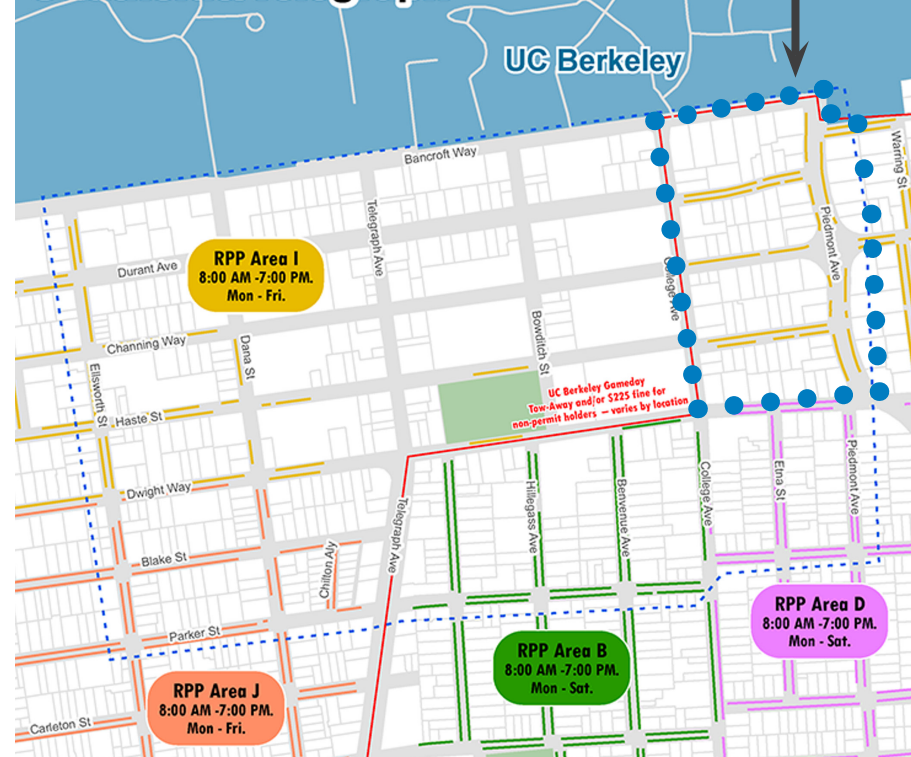 UC Berkeley
Bancroft Way
Warring St
Telegraph Ave
Piedmont Ave
RPP Area I
8:00 AM -7:00 PM.
Mon - Fri.
Durant Ave
College Ave
Channing Way
Dana St
Bowditch St
Ellsworth St
UC Berkeley Gameday
Tow-Away and/or $225 fine for
non-permit holders – varies by location
Haste St
Dwight Way
Telegraph Ave
Hillegass Ave
Benvenue Ave
College Ave
Etna St
Piedmont Ave
Blake St
Chilton Aly
Parker St
RPP Area D
8:00 AM -7:00 PM.
Mon - Sat.
RPP Area B
8:00 AM -7:00 PM.
Mon - Sat.
RPP Area J
8:00 AM -7:00 PM.
Mon - Fri.
Carleton St